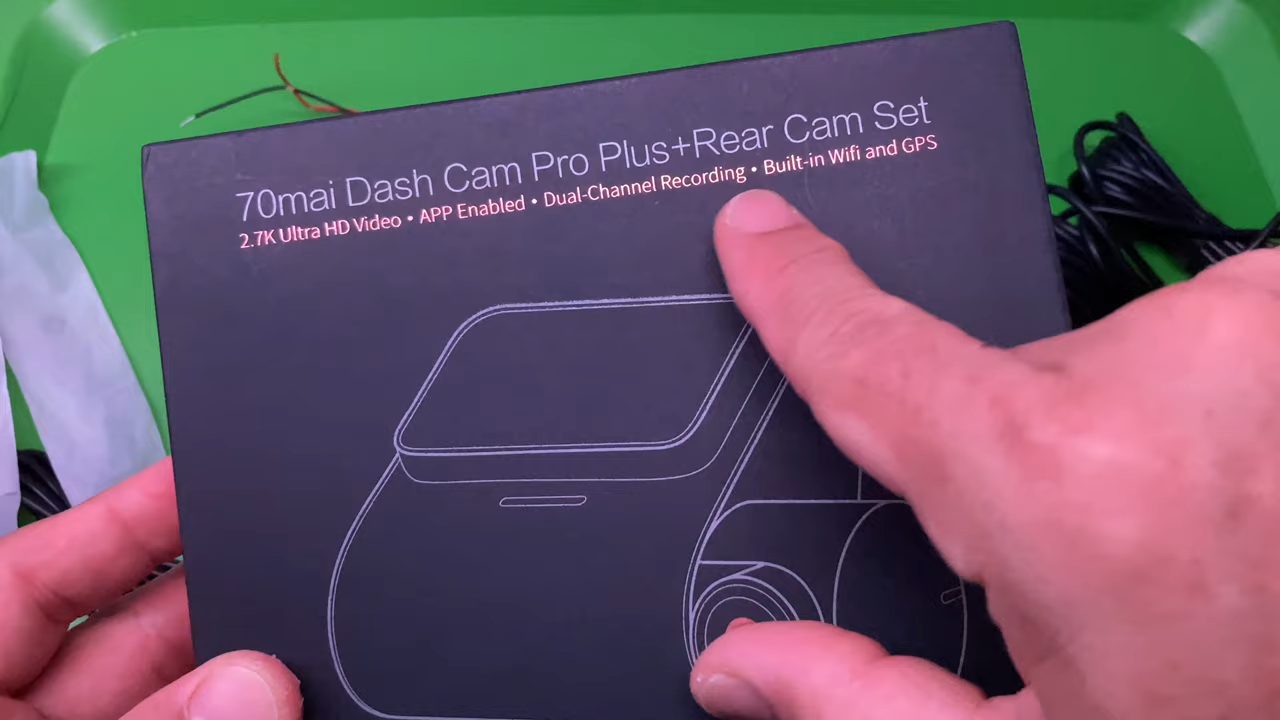 70mai Dash Cam Pro Plus+Rear Cam Set
2.7K Ultra HD Video • APP Enabled • Dual-Channel Recording • Built-in Wifi and GPS